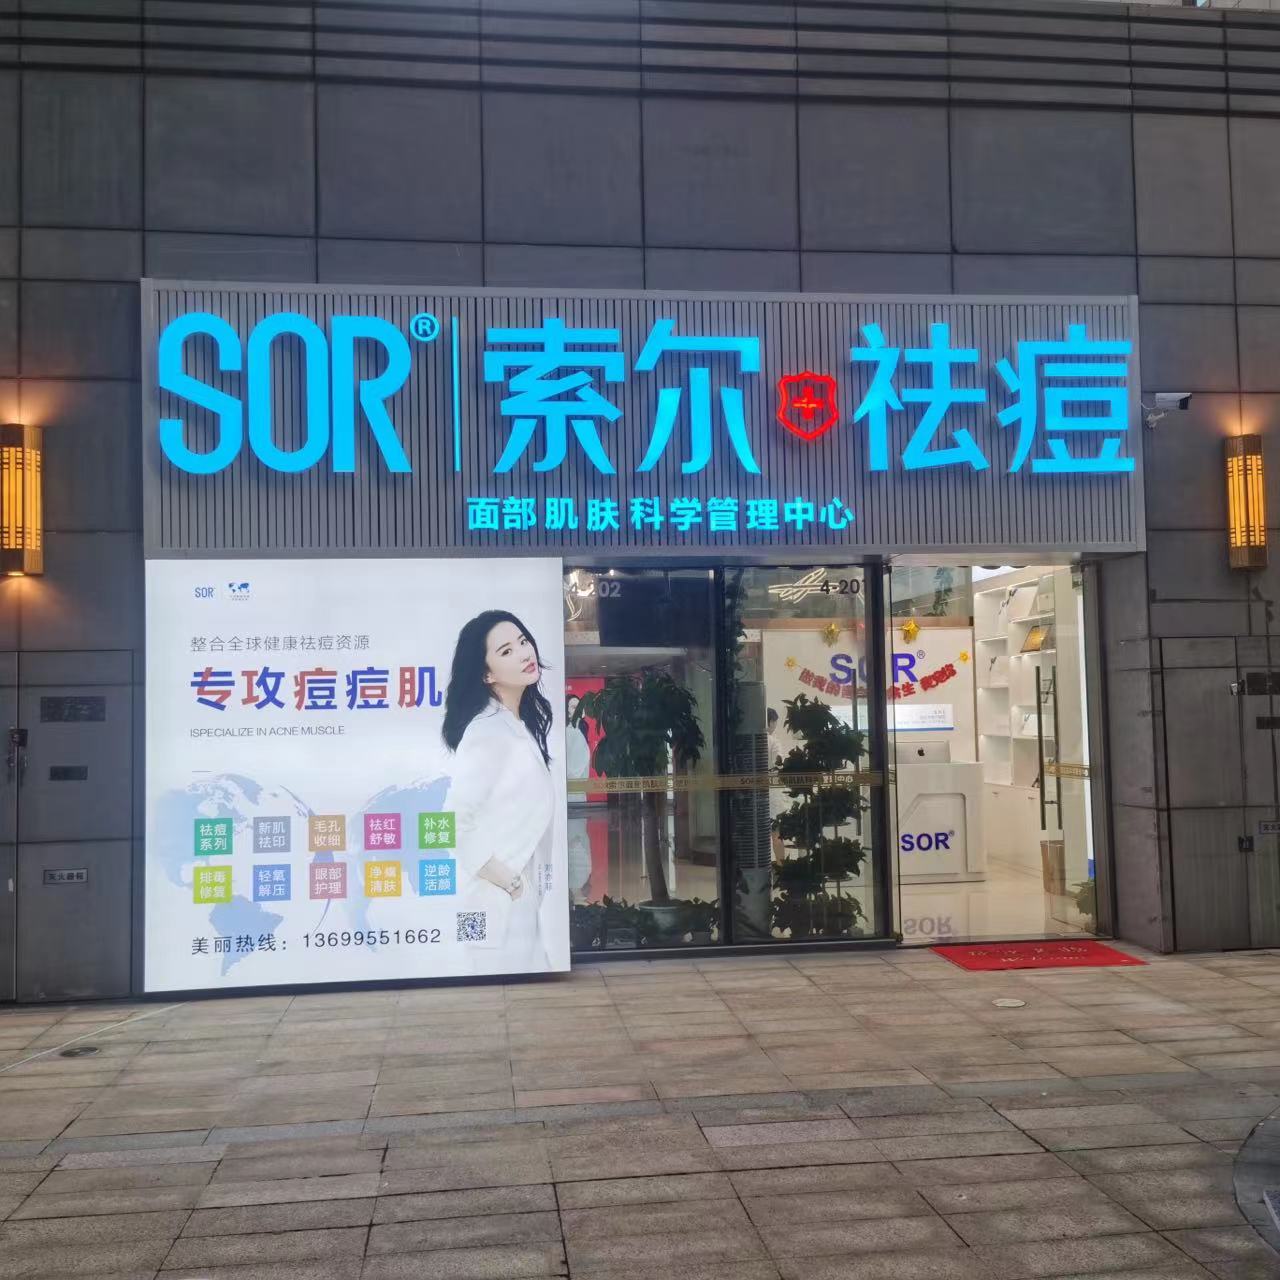 SOR® 索尔 祛痘
面部肌肤科学管理中心
SOR
整合全球健康祛痘资源
专攻痘痘肌
ISPECIALIZE IN ACNE MUSCLE
祛痘系列 新肌祛印 毛孔收细 祛红舒敏 补水修复
排毒修复 轻氧解压 眼部护理 净螨清肤 逆龄活颜
美丽热线：13699551662
4-202
4-201
SOR®
SOR®
灭火器箱